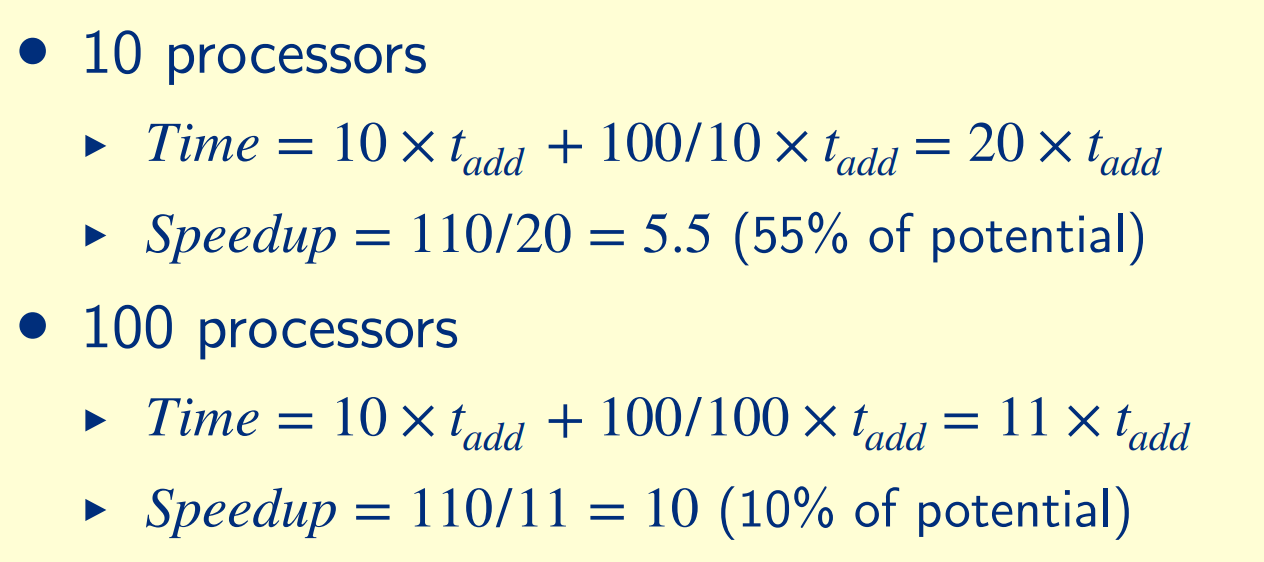 ● 10 processors
▸ Time = 10 × t_add + 100/10 × t_add = 20 × t_add
▸ Speedup = 110/20 = 5.5 (55% of potential)
● 100 processors
▸ Time = 10 × t_add + 100/100 × t_add = 11 × t_add
▸ Speedup = 110/11 = 10 (10% of potential)